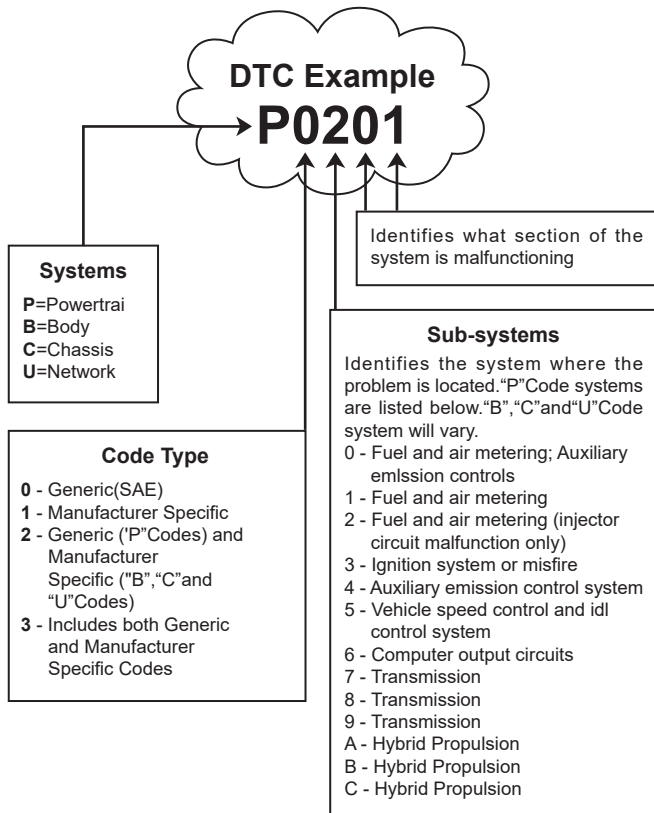 DTC Example
P0201
Identifies what section of the
system is malfunctioning
Systems
P=Powertrai
B=Body
C=Chassis
U=Network
Sub-systems
Identifies the system where the
problem is located.“P”Code systems
are listed below.“B”,“C”and“U”Code
system will vary.
0 - Fuel and air metering; Auxiliary
emlssion controls
1 - Fuel and air metering
2 - Fuel and air metering (injector
circuit malfunction only)
3 - Ignition system or misfire
4 - Auxiliary emission control system
5 - Vehicle speed control and idl
control system
6 - Computer output circuits
7 - Transmission
8 - Transmission
9 - Transmission
A - Hybrid Propulsion
B - Hybrid Propulsion
C - Hybrid Propulsion
Code Type
0 - Generic(SAE)
1 - Manufacturer Specific
2 - Generic ('P”Codes) and
Manufacturer
Specific ("B”,“C”and
“U”Codes)
3 - Includes both Generic
and Manufacturer
Specific Codes